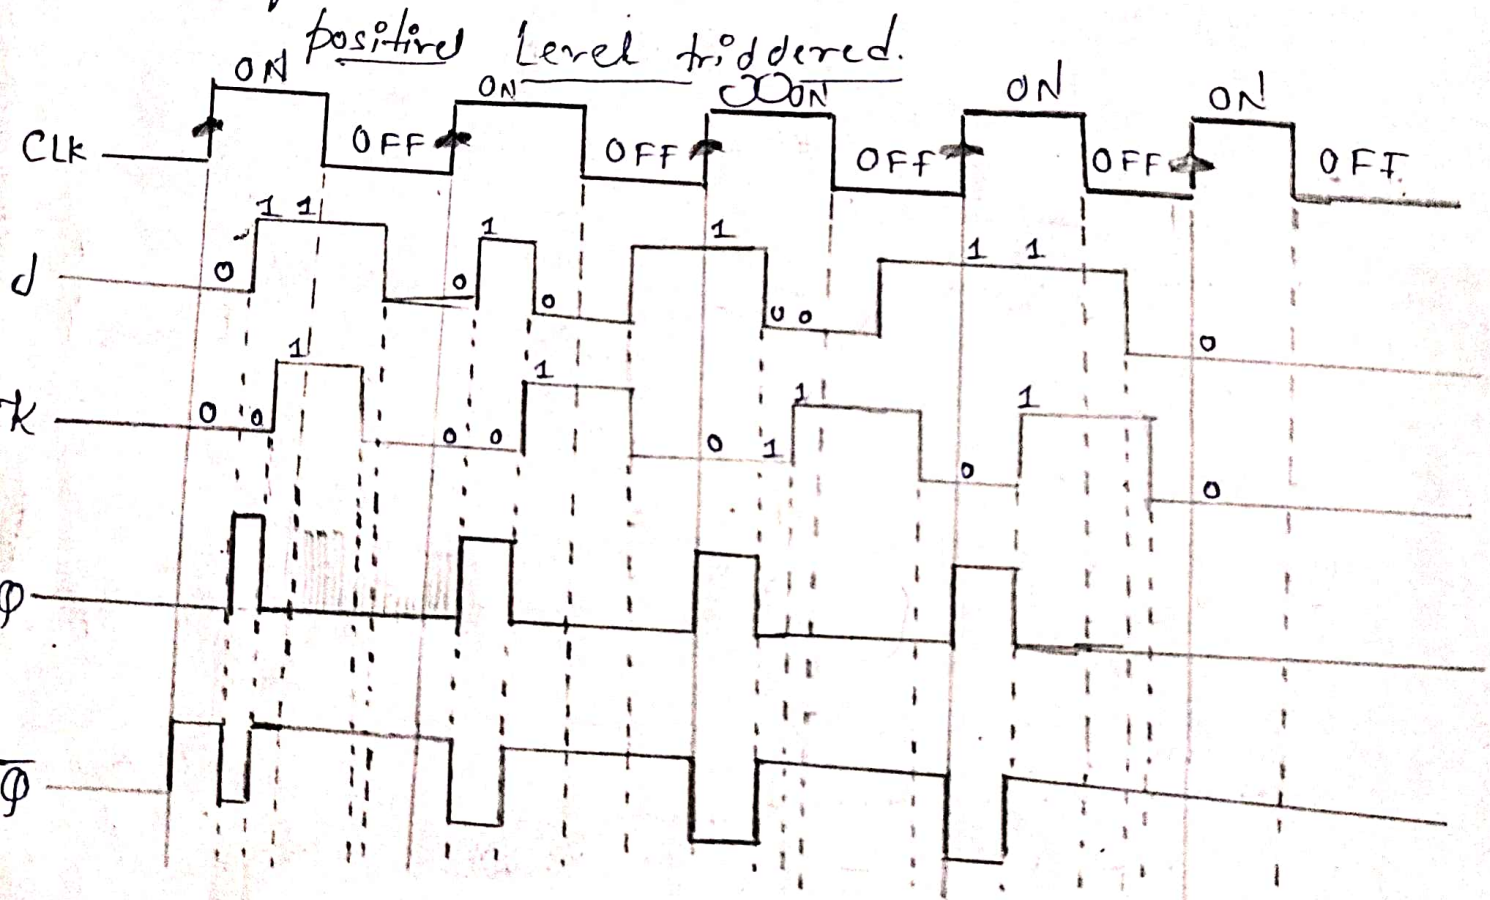 positive Level triddered.
ON ON ON ON ON
CLK OFF OFF OFF OFF OFF
J 0 1 1 0 1 0 1 0 0 1 1 0
K 0 0 1 0 0 1 0 1 1 0 1 0
Q
Q̅